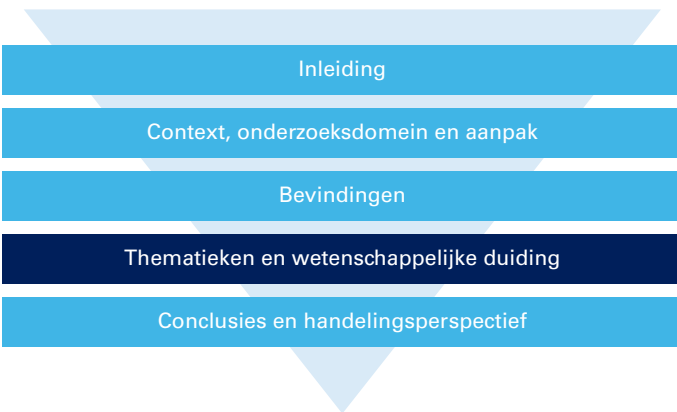 Inleiding
Context, onderzoeksdomein en aanpak
Bevindingen
Thematieken en wetenschappelijke duiding
Conclusies en handelingsperspectief